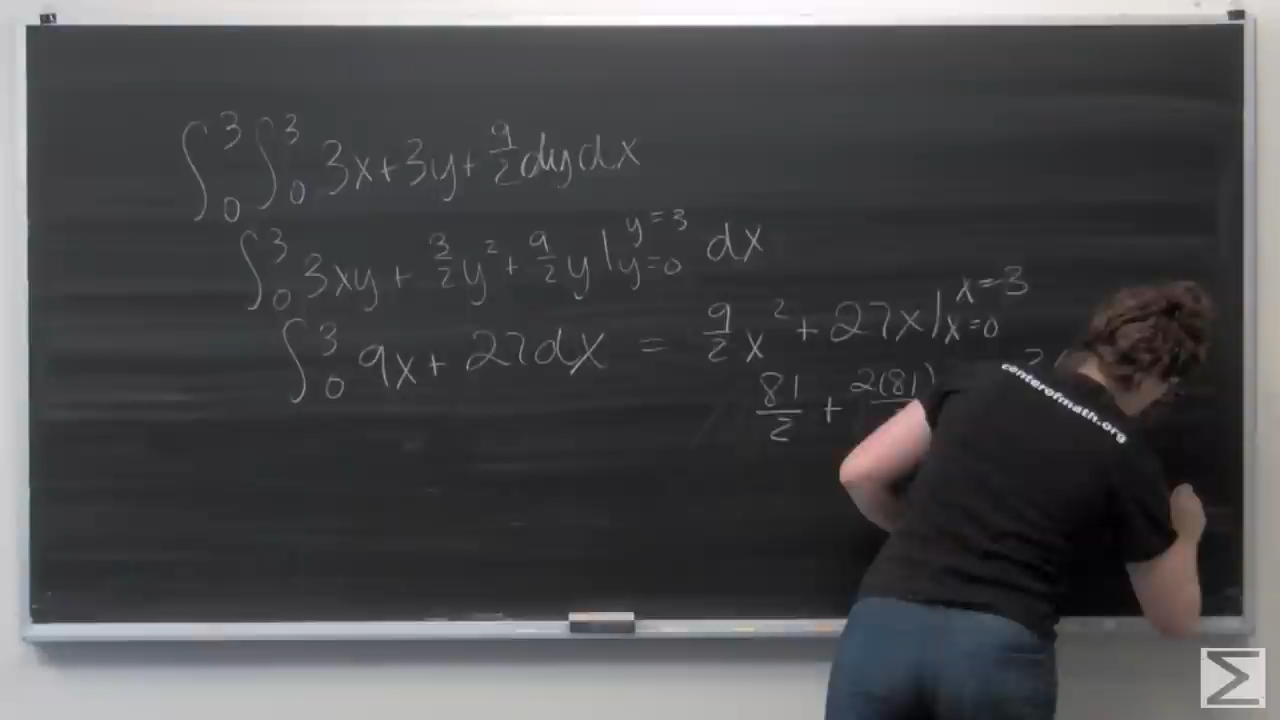 ∫₀³ ∫₀³ 3x + 3y + 9/2 dy dx
∫₀³ 3xy + 3/2 y² + 9/2 y |_{y=0}^{y=3} dx
∫₀³ 9x + 27 dx = 9/2 x² + 27x |_{x=0}^{x=3}
81/2 + 2(81)
centerofmath.org
Σ